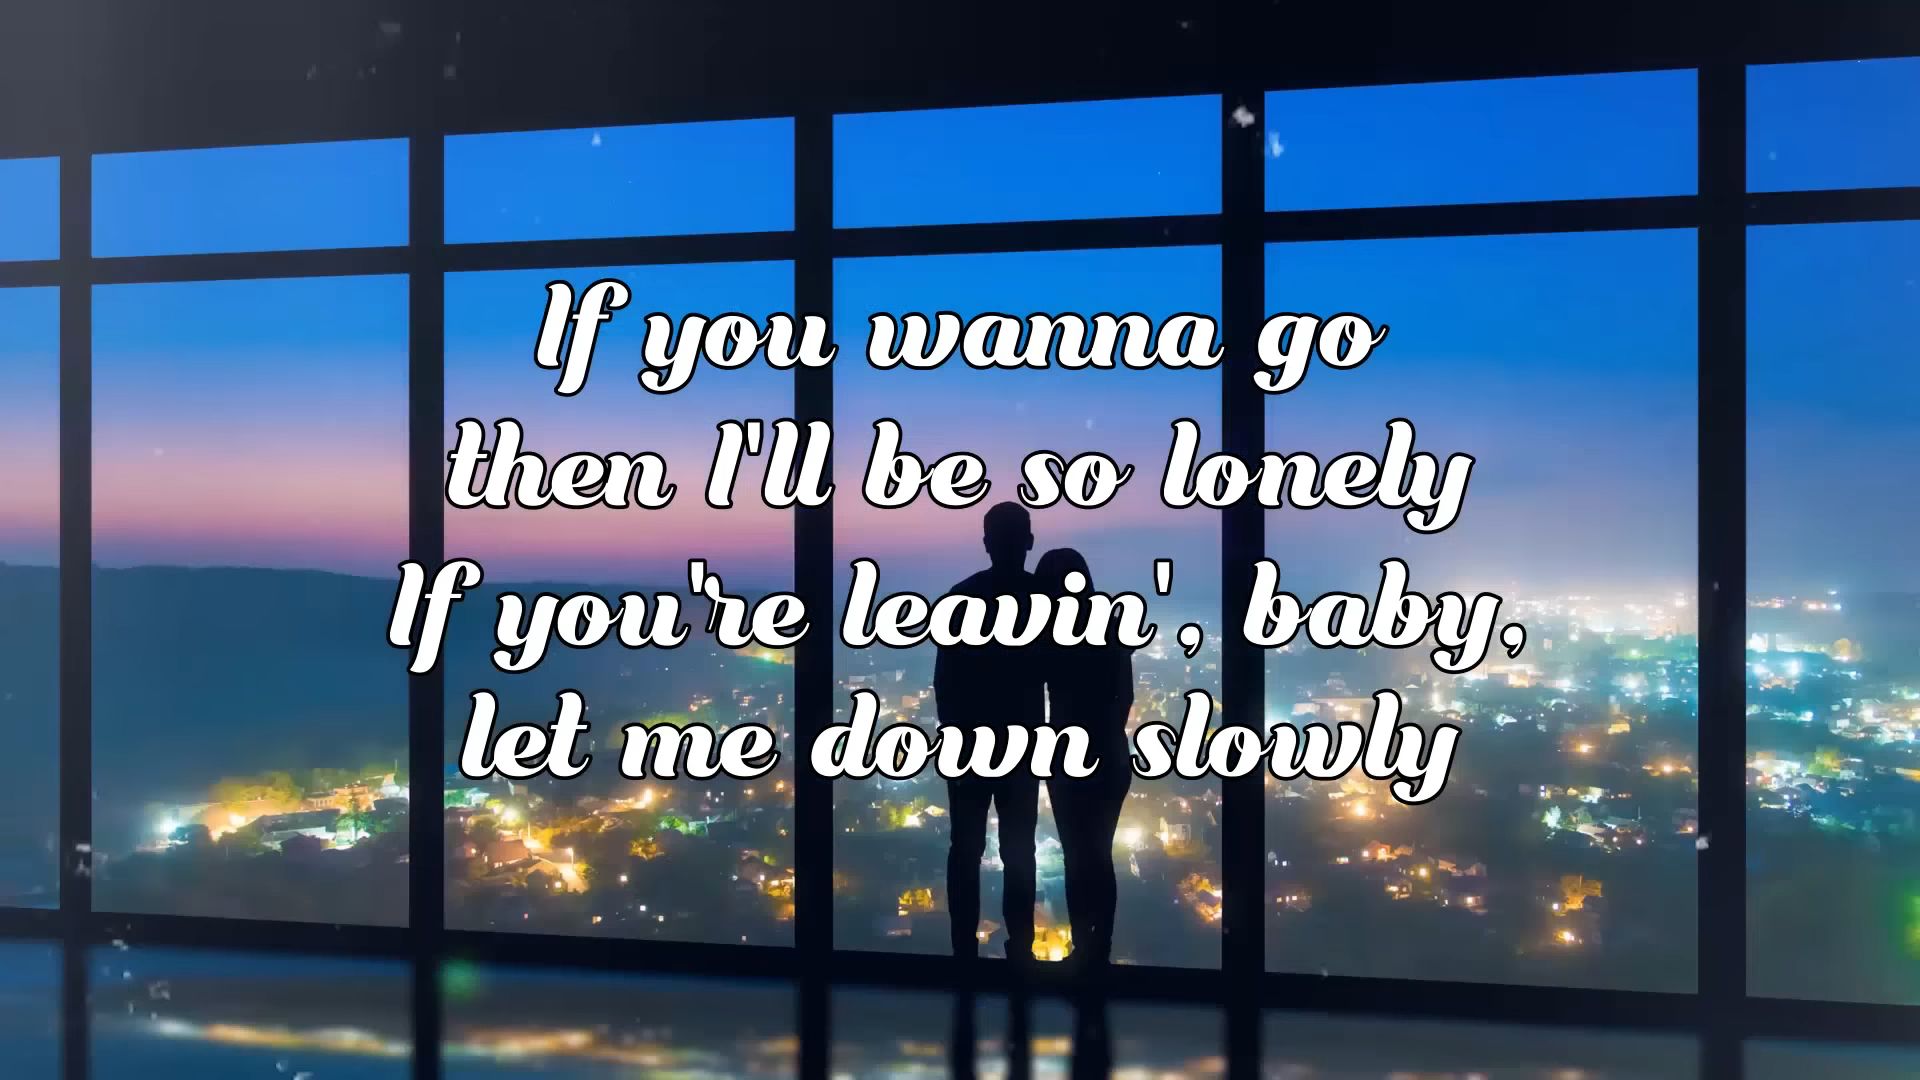 If you wanna go
then I'll be so lonely
If you're leavin', baby,
let me down slowly